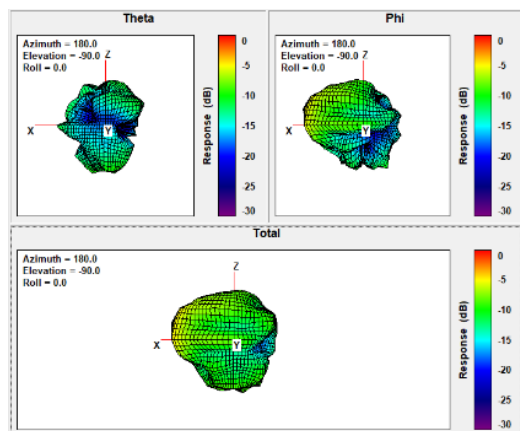 Theta
Azimuth = 180.0
Elevation = -90.0
Roll = 0.0
Z
X
Y
0
-5
-10
-15
-20
-25
-30
Response (dB)
Phi
Azimuth = 180.0
Elevation = -90.0
Roll = 0.0
Z
X
Y
0
-5
-10
-15
-20
-25
-30
Response (dB)
Total
Azimuth = 180.0
Elevation = -90.0
Roll = 0.0
Z
X
Y
0
-5
-10
-15
-20
-25
-30
Response (dB)